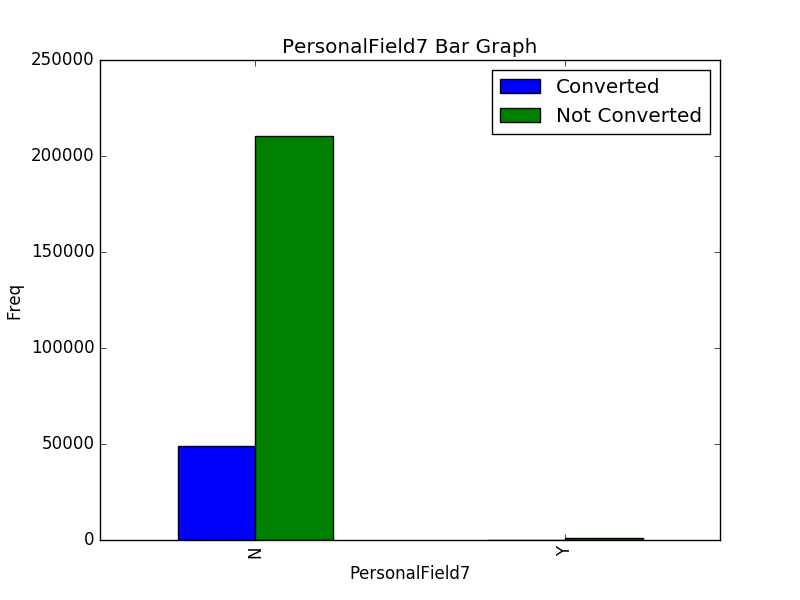 PersonalField7 Bar Graph
Converted
Not Converted
250000
200000
150000
100000
50000
0
Freq
N
Y
PersonalField7